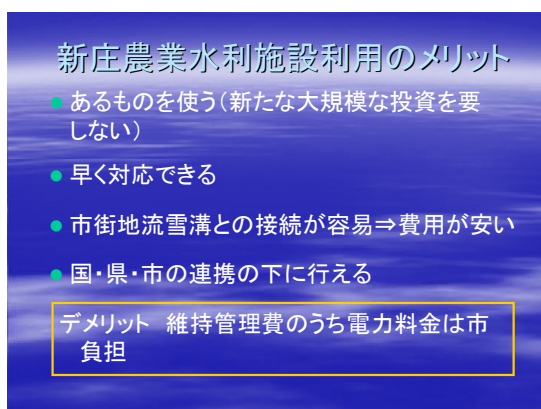 新庄農業水利施設利用のメリット
あるものを使う（新たな大規模な投資を要
しない）
早く対応できる
市街地流雪溝との接続が容易⇒費用が安い
国・県・市の連携の下に行える
デメリット　維持管理費のうち電力料金は市
負担